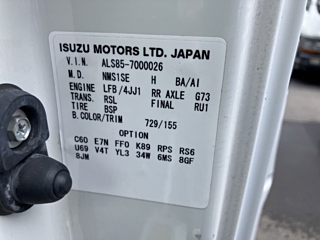 ISUZU MOTORS LTD. JAPAN
V.I.N. ALS85-7000026
M.D. NMS1SE H BA/AI
ENGINE LFB/4JJ1 RR AXLE G73
TRANS. RSL FINAL RU1
TIRE BSP
B.COLOR/TRIM 729/155
OPTION
C60 E7N FF0 K89 RPS RS6
U69 V4T YL3 34W 6MS 8GF
8JM